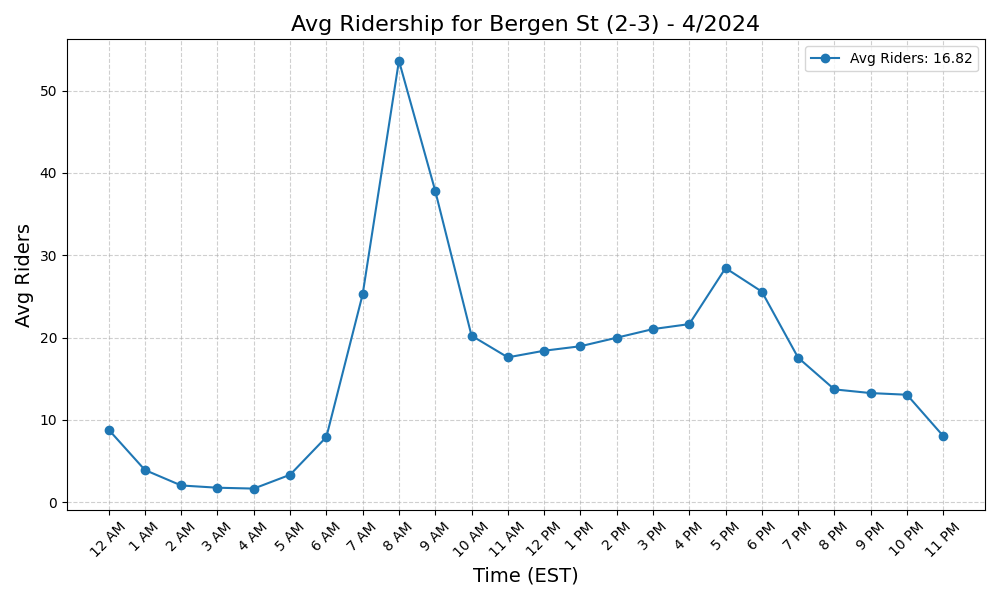 Avg Ridership for Bergen St (2-3) - 4/2024
Avg Riders: 16.82
Avg Riders
50
40
30
20
10
0
12 AM
1 AM
2 AM
3 AM
4 AM
5 AM
6 AM
7 AM
8 AM
9 AM
10 AM
11 AM
12 PM
1 PM
2 PM
3 PM
4 PM
5 PM
6 PM
7 PM
8 PM
9 PM
10 PM
11 PM
Time (EST)